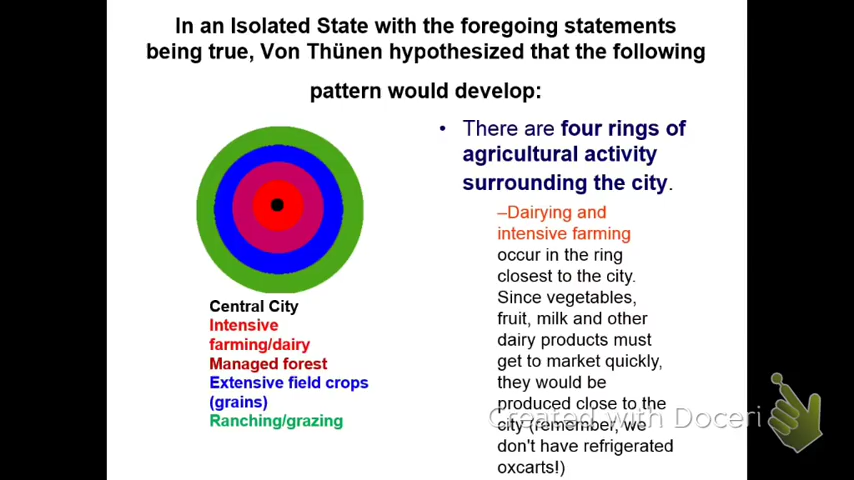 In an Isolated State with the foregoing statements
being true, Von Thünen hypothesized that the following
pattern would develop:
• There are four rings of
agricultural activity
surrounding the city.
–Dairying and
intensive farming
occur in the ring
closest to the city.
Since vegetables,
fruit, milk and other
dairy products must
get to market quickly,
they would be
produced close to the
city (remember, we
don't have refrigerated
oxcarts!)
Central City
Intensive
farming/dairy
Managed forest
Extensive field crops
(grains)
Ranching/grazing
Created with Doceri